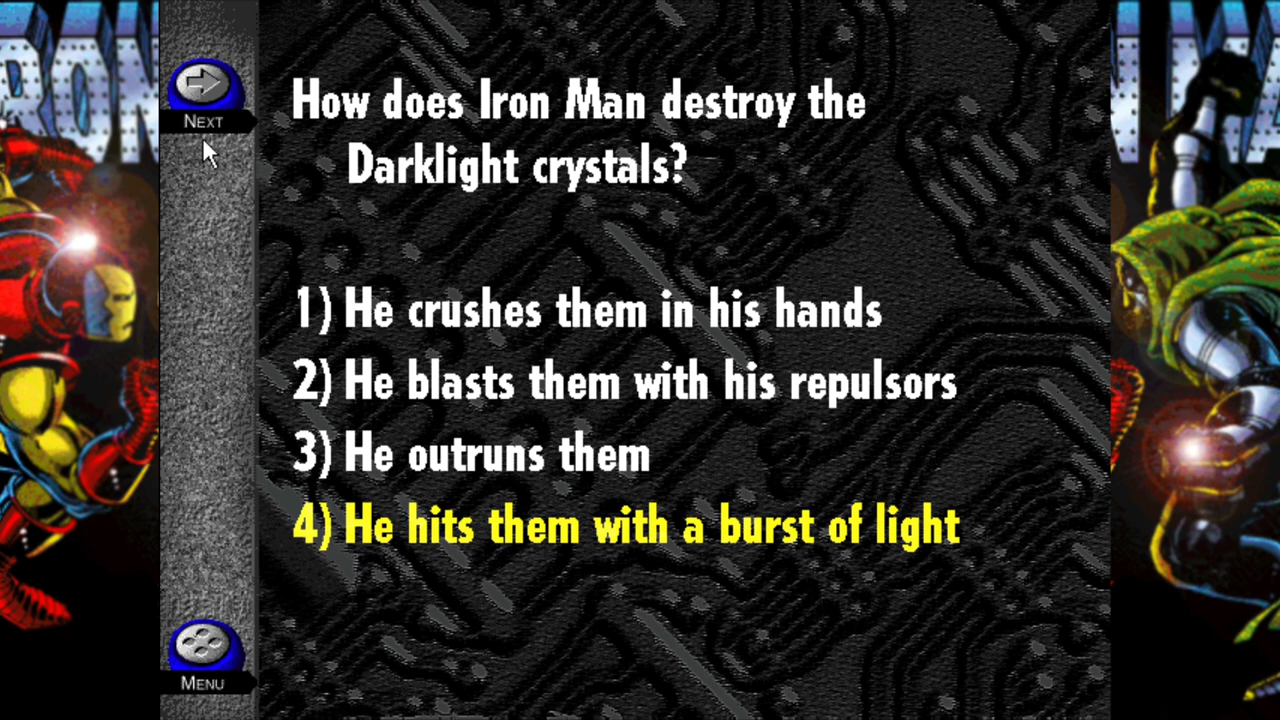 NEXT
How does Iron Man destroy the
Darklight crystals?
1) He crushes them in his hands
2) He blasts them with his repulsors
3) He outruns them
4) He hits them with a burst of light
MENU